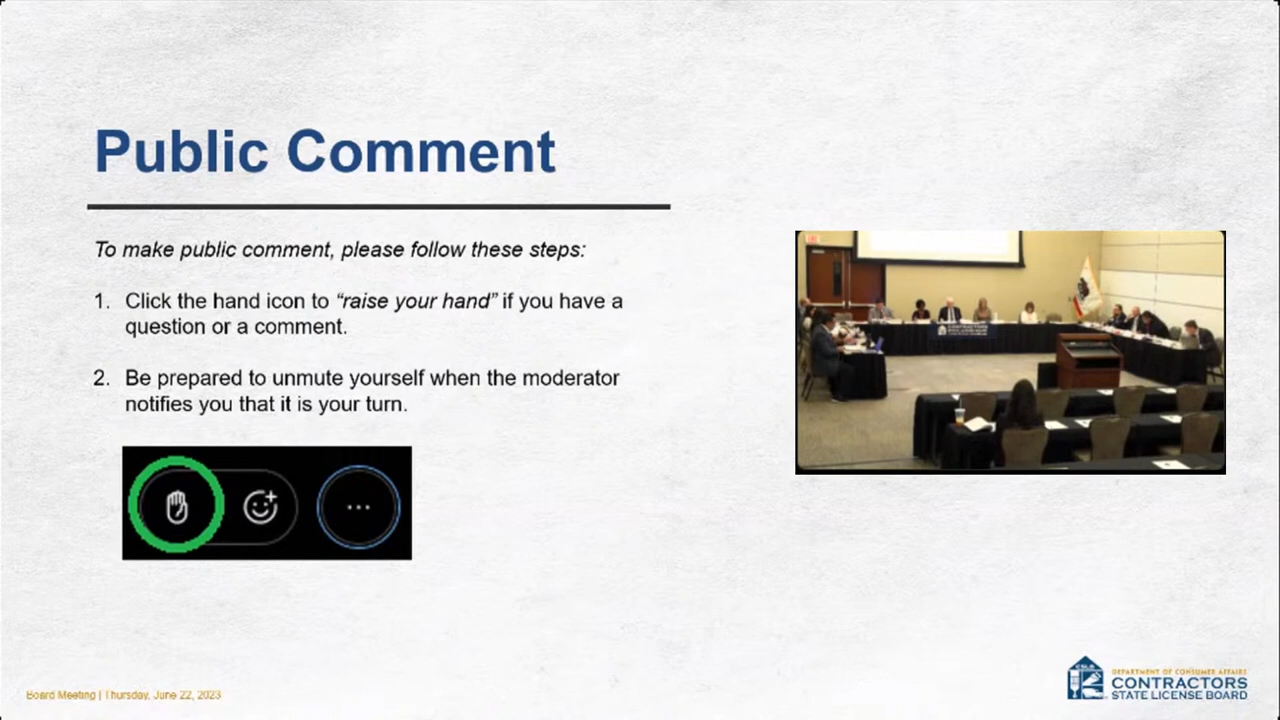 Public Comment
To make public comment, please follow these steps:
1. Click the hand icon to “raise your hand” if you have a
question or a comment.
2. Be prepared to unmute yourself when the moderator
notifies you that it is your turn.
CONTRACTORS
Board Meeting | Thursday, June 22, 2023
CSLB
DEPARTMENT OF CONSUMER AFFAIRS
CONTRACTORS
STATE LICENSE BOARD